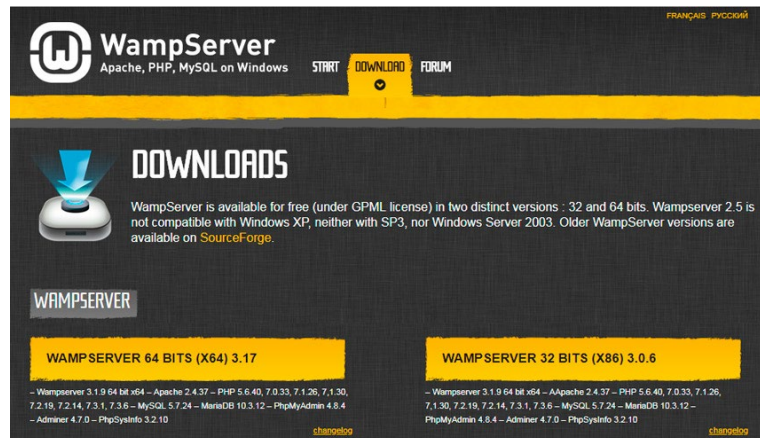 FRANÇAIS РУССКИЙ
WampServer
Apache, PHP, MySQL on Windows
START DOWNLOAD FORUM
DOWNLOADS
WampServer is available for free (under GPML license) in two distinct versions : 32 and 64 bits. Wampserver 2.5 is
not compatible with Windows XP, neither with SP3, nor Windows Server 2003. Older WampServer versions are
available on SourceForge.
WAMPSERVER
WAMPSERVER 64 BITS (X64) 3.17
– Wampserver 3.1.9 64 bit x64 – Apache 2.4.37 – PHP 5.6.40, 7.0.33, 7.1.26, 7,1.30,
7.2.19, 7.2.14, 7.3.1, 7.3.6 – MySQL 5.7.24 – MariaDB 10.3.12 – PhpMyAdmin 4.8.4
– Adminer 4.7.0 – PhpSysInfo 3.2.10
changelog
WAMPSERVER 32 BITS (X86) 3.0.6
– Wampserver 3.1.9 64 bit x64 – AApache 2.4.37 – PHP 5.6.40, 7.0.33, 7.1.26,
7,1.30, 7.2.19, 7.2.14, 7.3.1, 7.3.6 – MySQL 5.7.24 – MariaDB 10.3.12 –
PhpMyAdmin 4.8.4 – Adminer 4.7.0 – PhpSysInfo 3.2.10
changelog